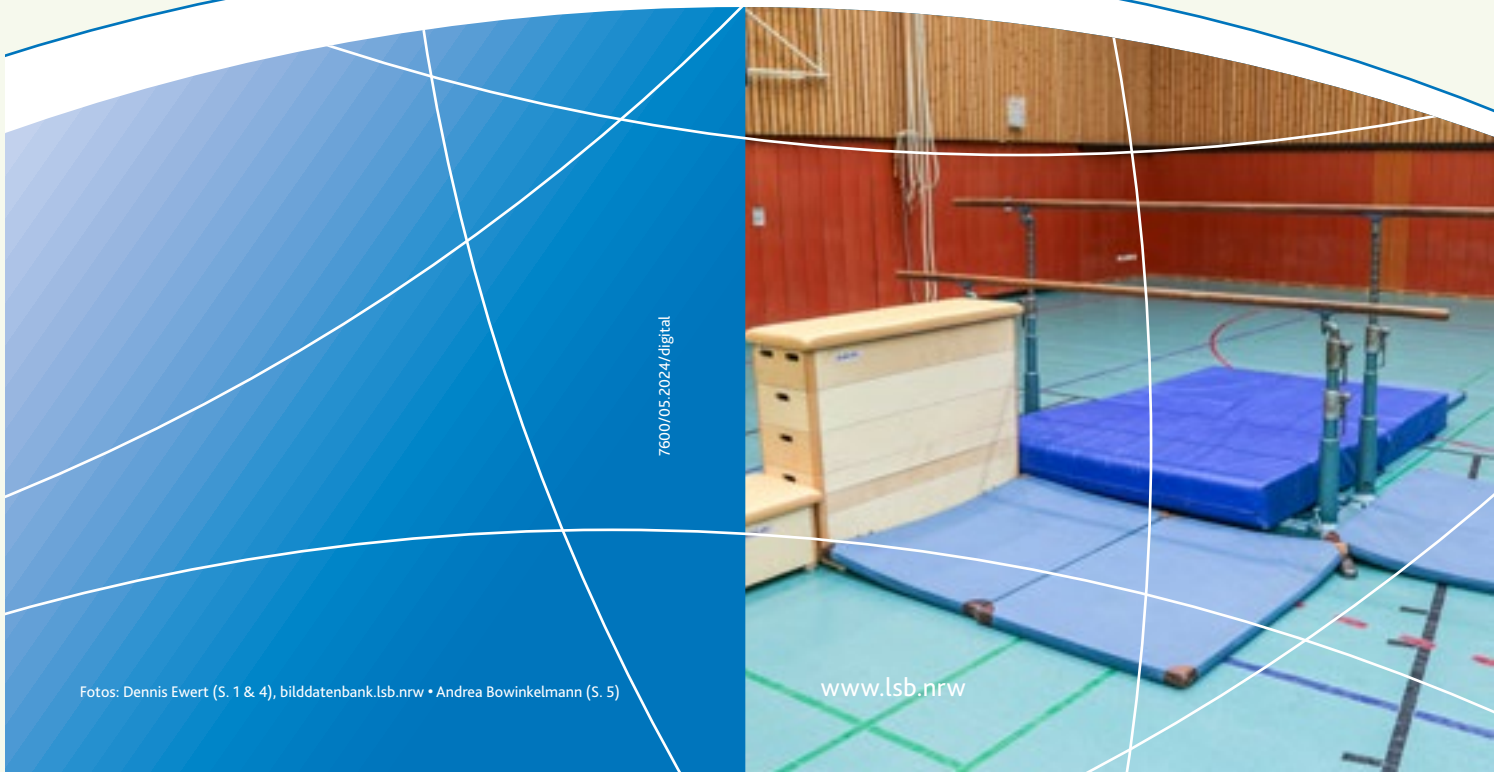 7600/05.2024/digital
Fotos: Dennis Ewert (S. 1 & 4), bilddatenbank.lsb.nrw • Andrea Bowinkelmann (S. 5)
www.lsb.nrw